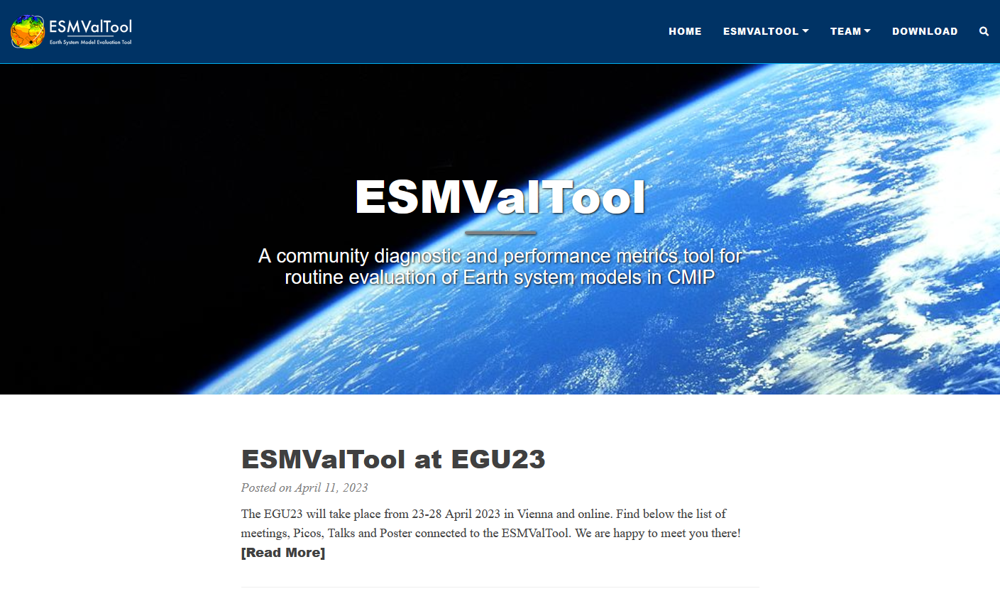 ESMValTool
Earth System Model Evaluation Tool
HOME
ESMVALTOOL
TEAM
DOWNLOAD
ESMValTool
A community diagnostic and performance metrics tool for
routine evaluation of Earth system models in CMIP
ESMValTool at EGU23
Posted on April 11, 2023
The EGU23 will take place from 23-28 April 2023 in Vienna and online. Find below the list of
meetings, Picos, Talks and Poster connected to the ESMValTool. We are happy to meet you there!
[Read More]